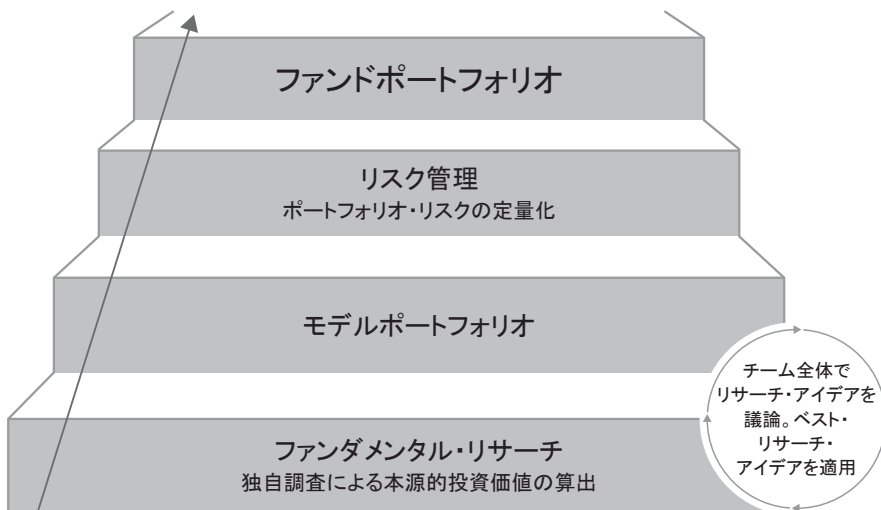 ファンドポートフォリオ
リスク管理
ポートフォリオ・リスクの定量化
モデルポートフォリオ
チーム全体で
リサーチ・アイデアを
議論。ベスト・
リサーチ・
アイデアを適用
ファンダメンタル・リサーチ
独自調査による本源的投資価値の算出